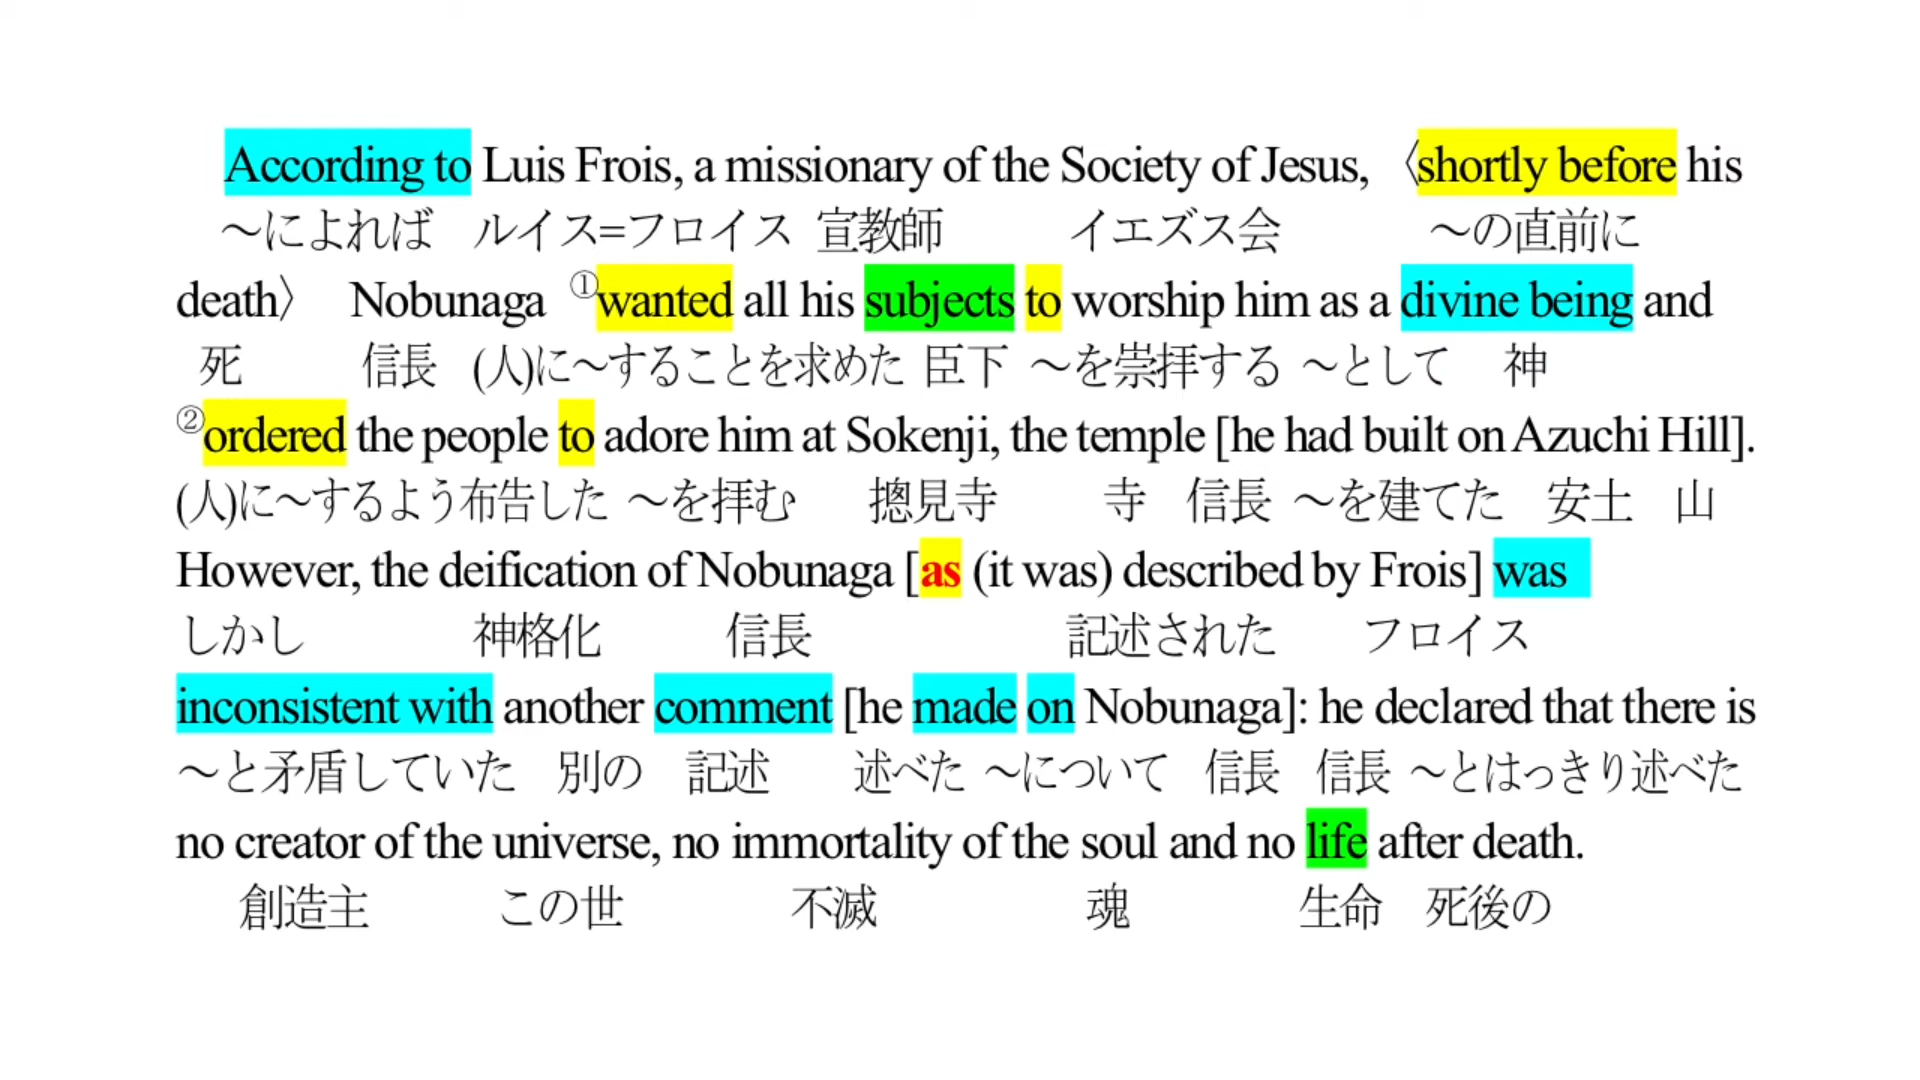 According to Luis Frois, a missionary of the Society of Jesus, 〈shortly before his
～によれば ルイス=フロイス 宣教師 イエズス会 ～の直前に
death〉 Nobunaga ①wanted all his subjects to worship him as a divine being and
死 信長 (人)に～することを求めた 臣下 ～を崇拝する ～として 神
②ordered the people to adore him at Sokenji, the temple [he had built on Azuchi Hill].
(人)に～するよう布告した ～を拝む 摠見寺 寺 信長 ～を建てた 安土 山
However, the deification of Nobunaga [as (it was) described by Frois] was
しかし 神格化 信長 記述された フロイス
inconsistent with another comment [he made on Nobunaga]: he declared that there is
～と矛盾していた 別の 記述 述べた ～について 信長 信長 ～とはっきり述べた
no creator of the universe, no immortality of the soul and no life after death.
創造主 この世 不滅 魂 生命 死後の